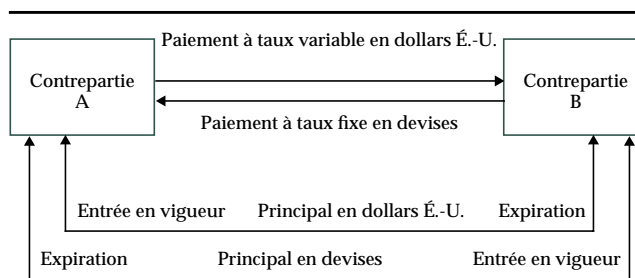 Paiement à taux variable en dollars É.-U.
Contrepartie
A
Contrepartie
B
Paiement à taux fixe en devises
Entrée en vigueur Principal en dollars É.-U. Expiration
Expiration Principal en devises Entrée en vigueur